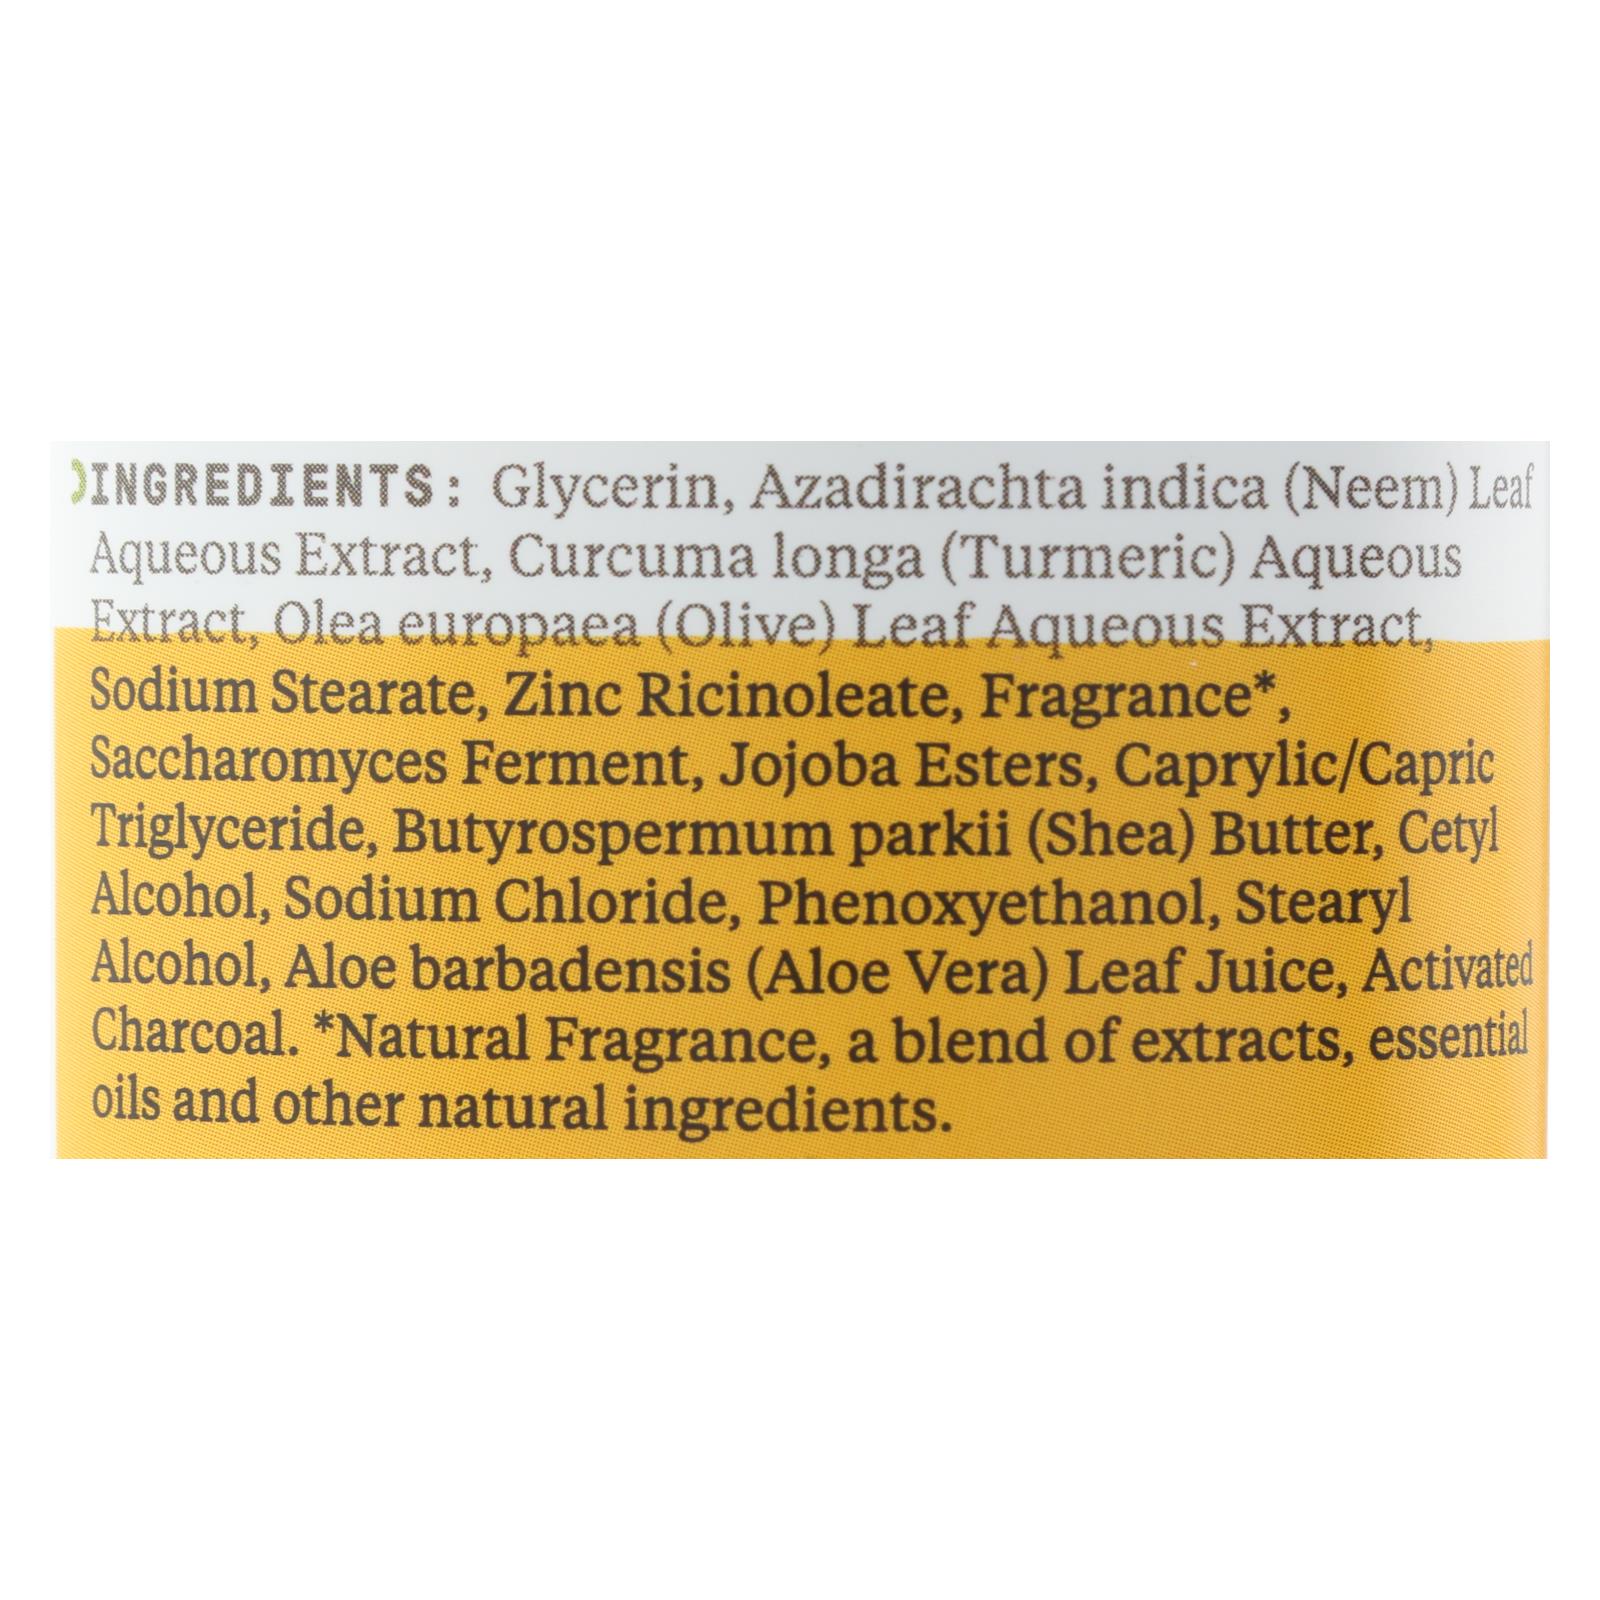 INGREDIENTS: Glycerin, Azadirachta indica (Neem) Leaf
Aqueous Extract, Curcuma longa (Turmeric) Aqueous
Extract, Olea europaea (Olive) Leaf Aqueous Extract,
Sodium Stearate, Zinc Ricinoleate, Fragrance*,
Saccharomyces Ferment, Jojoba Esters, Caprylic/Capric
Triglyceride, Butyrospermum parkii (Shea) Butter, Cetyl
Alcohol, Sodium Chloride, Phenoxyethanol, Stearyl
Alcohol, Aloe barbadensis (Aloe Vera) Leaf Juice, Activated
Charcoal. *Natural Fragrance, a blend of extracts, essential
oils and other natural ingredients.